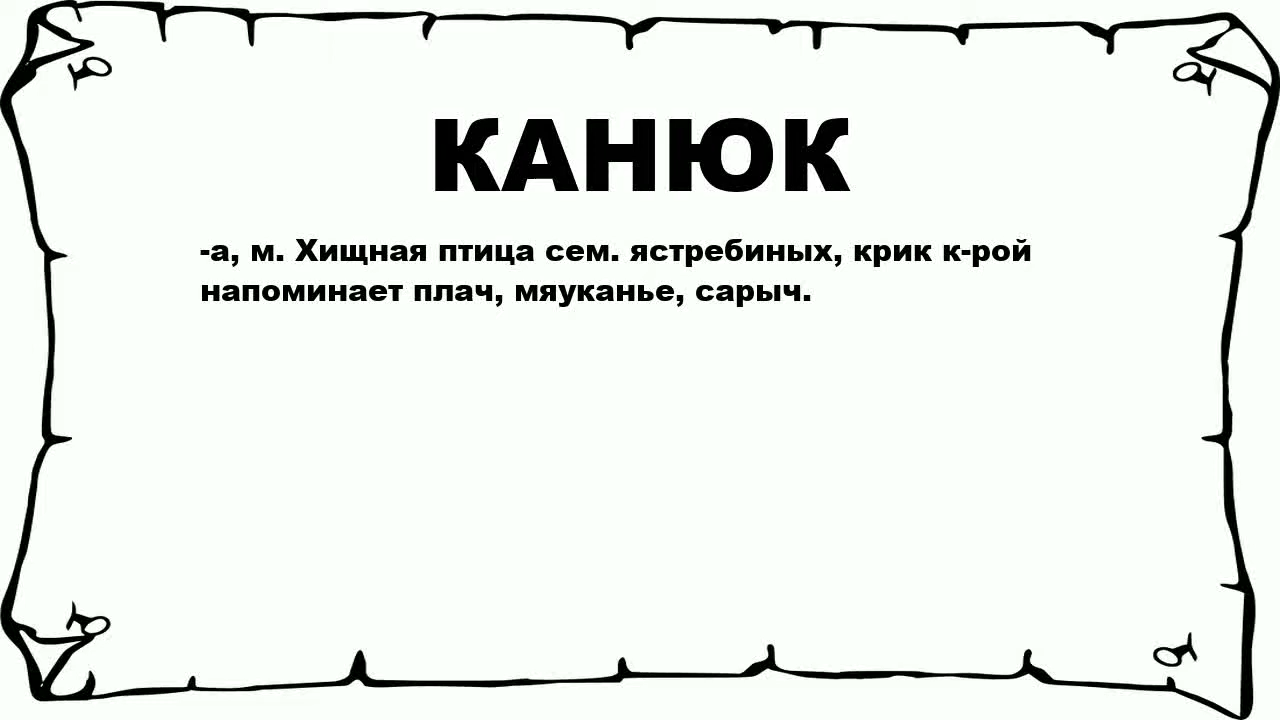 КАНЮК
-а, м. Хищная птица сем. ястребиных, крик к-рой
напоминает плач, мяуканье, сарыч.